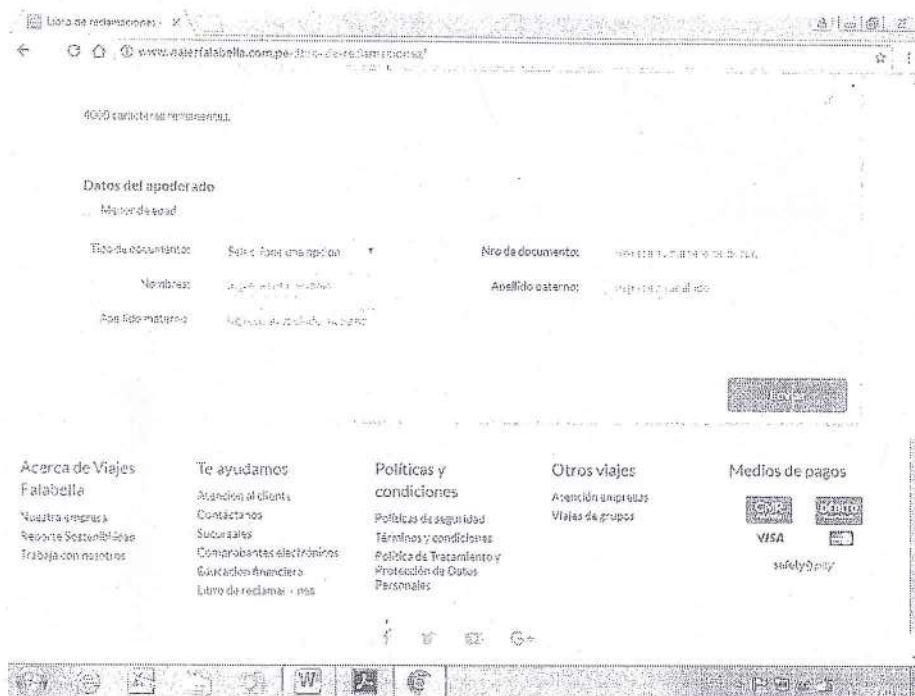 Libro de reclamaciones - ×
www.viajesfalabella.com.pe/libro-de-reclamaciones/
4000 caracteres remanentes.
Datos del apoderado
Menor de edad
Tipo de documento: Seleccione una opción Nro de documento:
Nombres: Apellido paterno:
Apellido materno:
Enviar
Acerca de Viajes Falabella
Nuestra empresa
Reporte Sostenibilidad
Trabaja con nosotros
Te ayudamos
Atención al cliente
Contáctanos
Sucursales
Comprobantes electrónicos
Educación financiera
Libro de reclamaciones
Políticas y
condiciones
Políticas de seguridad
Términos y condiciones
Política de Tratamiento y
Protección de Datos
Personales
Otros viajes
Atención empresas
Viajes de grupos
Medios de pagos
CMR DEBITO
VISA
safetypay
f G+
W